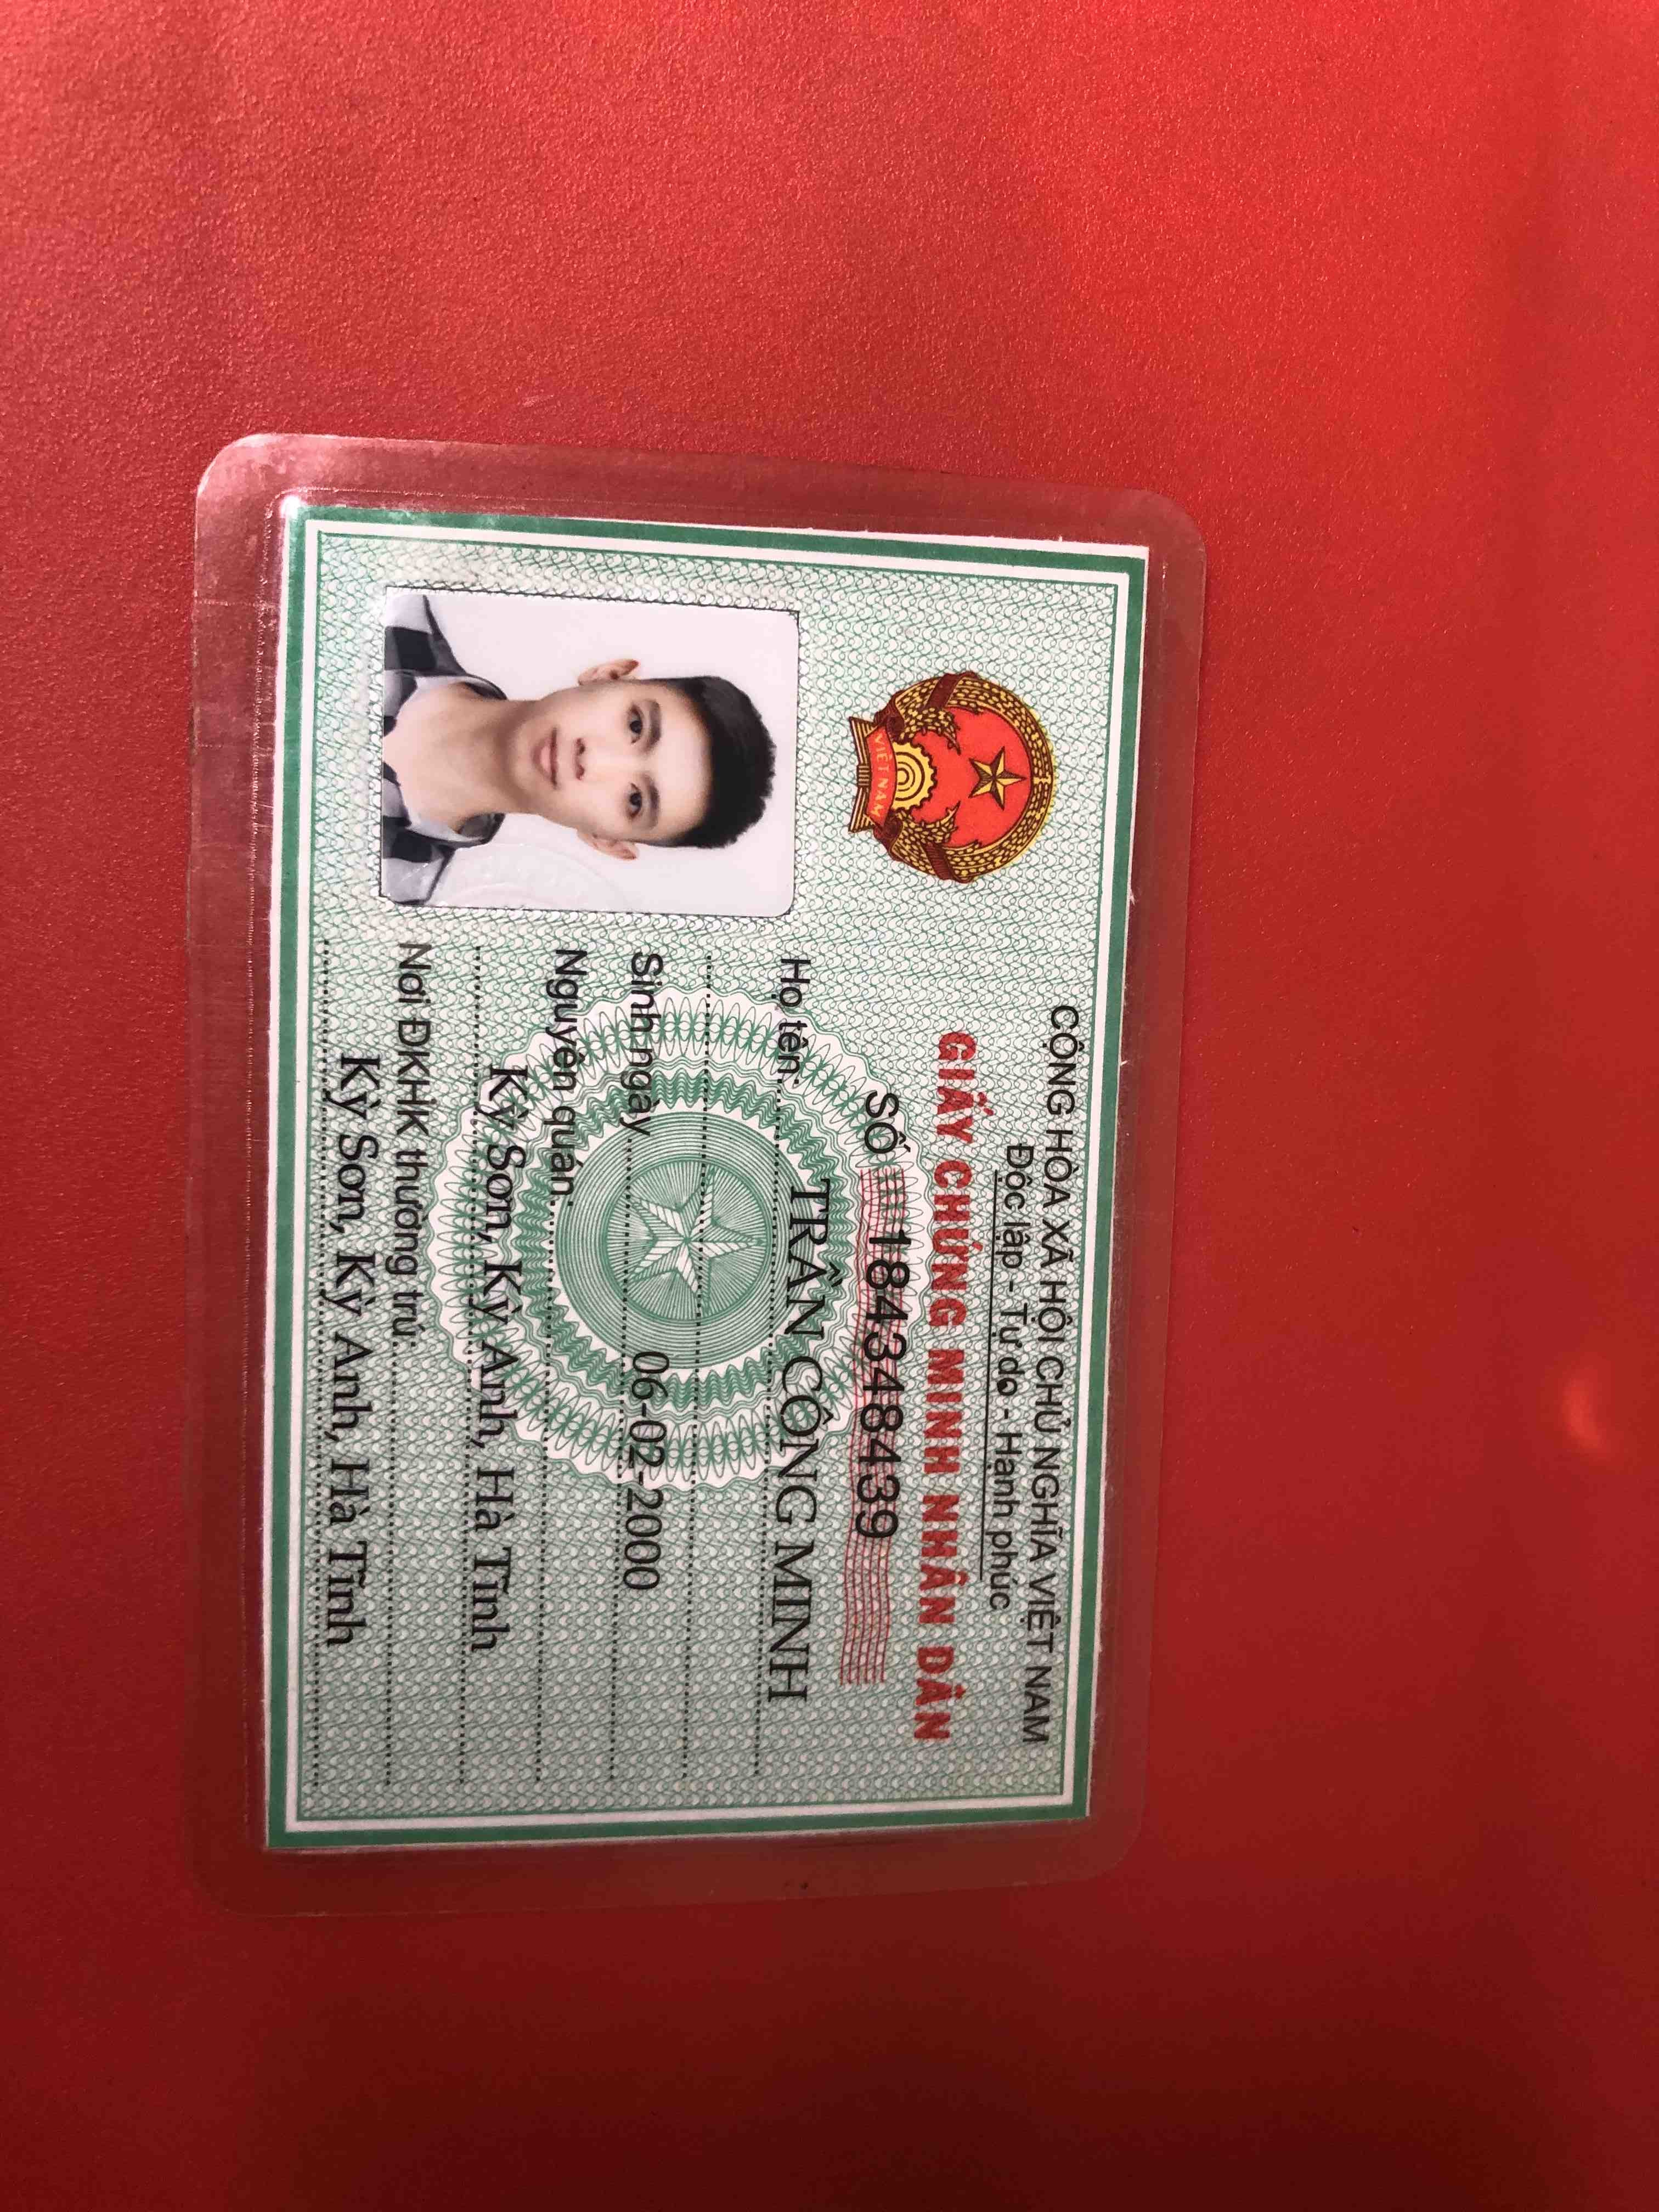 CỘNG HÒA XÃ HỘI CHỦ NGHĨA VIỆT NAM
Độc lập - Tự do - Hạnh phúc
GIẤY CHỨNG MINH NHÂN DÂN
SỐ 184348439
Họ tên: TRẦN CÔNG MINH
Sinh ngày 06-02-2000
Nguyên quán:
Kỳ Sơn, Kỳ Anh, Hà Tĩnh
Nơi ĐKHK thường trú:
Kỳ Sơn, Kỳ Anh, Hà Tĩnh
VIỆT NAM